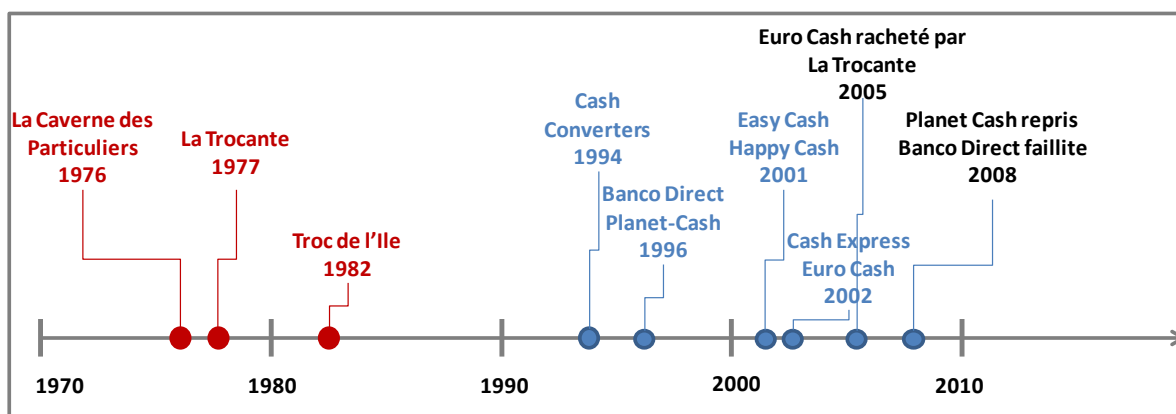 La Caverne des
Particuliers
1976
La Trocante
1977
Troc de l’Ile
1982
Cash
Converters
1994
Banco Direct
Planet-Cash
1996
Easy Cash
Happy Cash
2001
Cash Express
Euro Cash
2002
Euro Cash racheté par
La Trocante
2005
Planet Cash repris
Banco Direct faillite
2008
1970
1980
1990
2000
2010